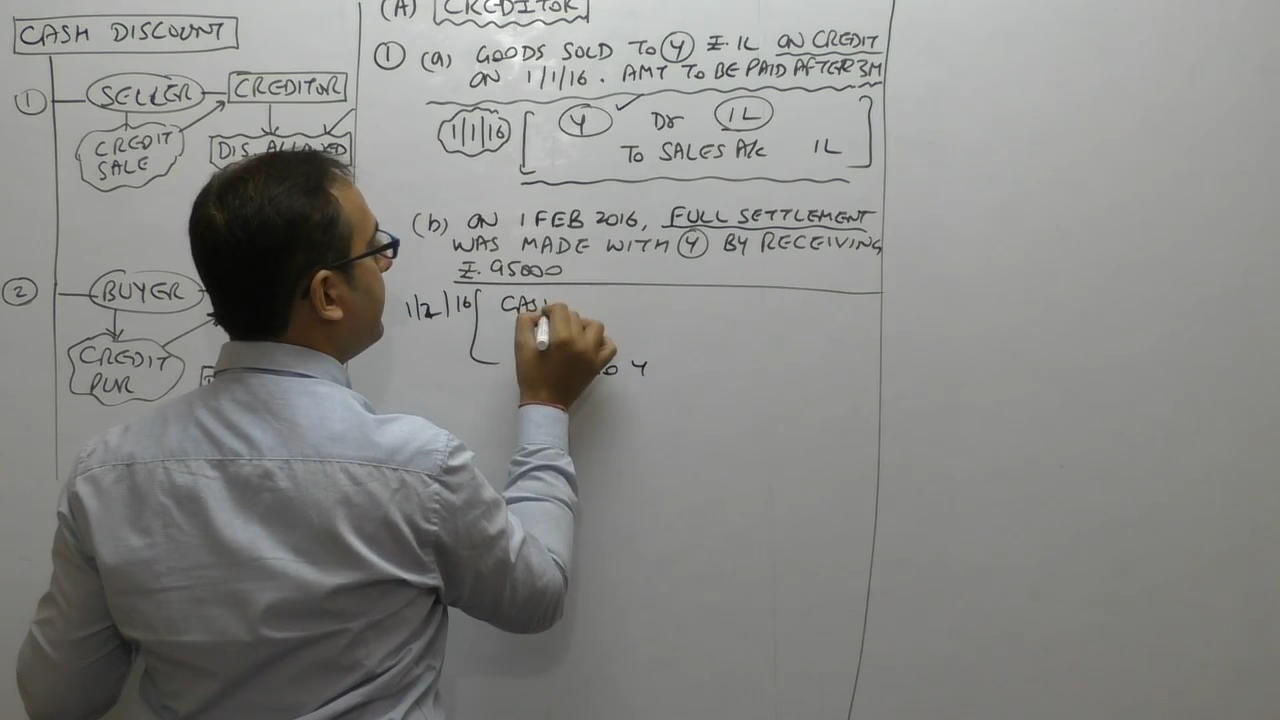 CASH DISCOUNT
① SELLER CREDITOR
CREDIT
SALE
DIS. ALLOWED
② BUYER
CREDIT
PUR
(A) CREDITOR
① (a) GOODS SOLD TO Y ₹. 1L ON CREDIT
ON 1/1/16. AMT TO BE PAID AFTER 3M
1/1/16 Y Dr 1L
TO SALES A/c 1L
(b) ON 1 FEB 2016, FULL SETTLEMENT
WAS MADE WITH Y BY RECEIVING
₹. 95000
1/2/16
Y